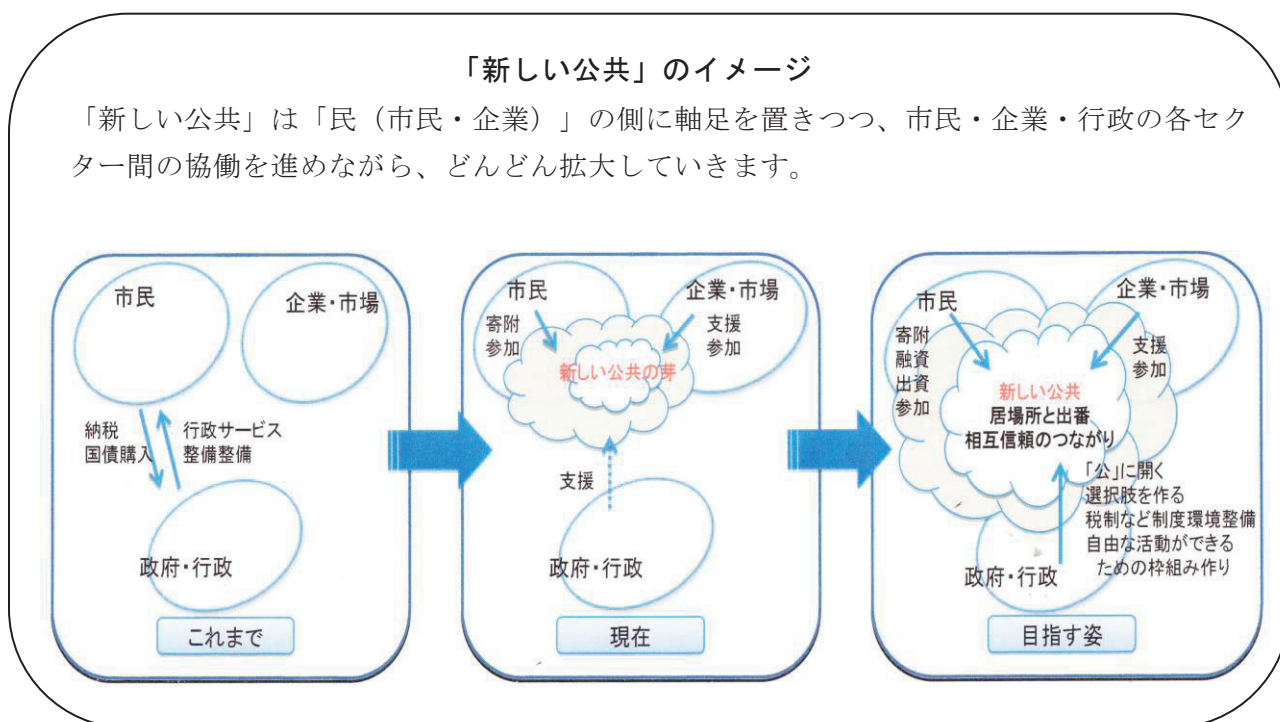 「新しい公共」のイメージ
「新しい公共」は「民（市民・企業）」の側に軸足を置きつつ、市民・企業・行政の各セク
ター間の協働を進めながら、どんどん拡大していきます。
市民
企業・市場
納税
国債購入
行政サービス
整備整備
政府・行政
これまで
市民
企業・市場
寄附
参加
支援
参加
新しい公共の芽
支援
政府・行政
現在
市民
企業・市場
寄附
融資
出資
参加
支援
参加
新しい公共
居場所と出番
相互信頼のつながり
「公」に開く
選択肢を作る
税制など制度環境整備
自由な活動ができる
ための枠組み作り
政府・行政
目指す姿